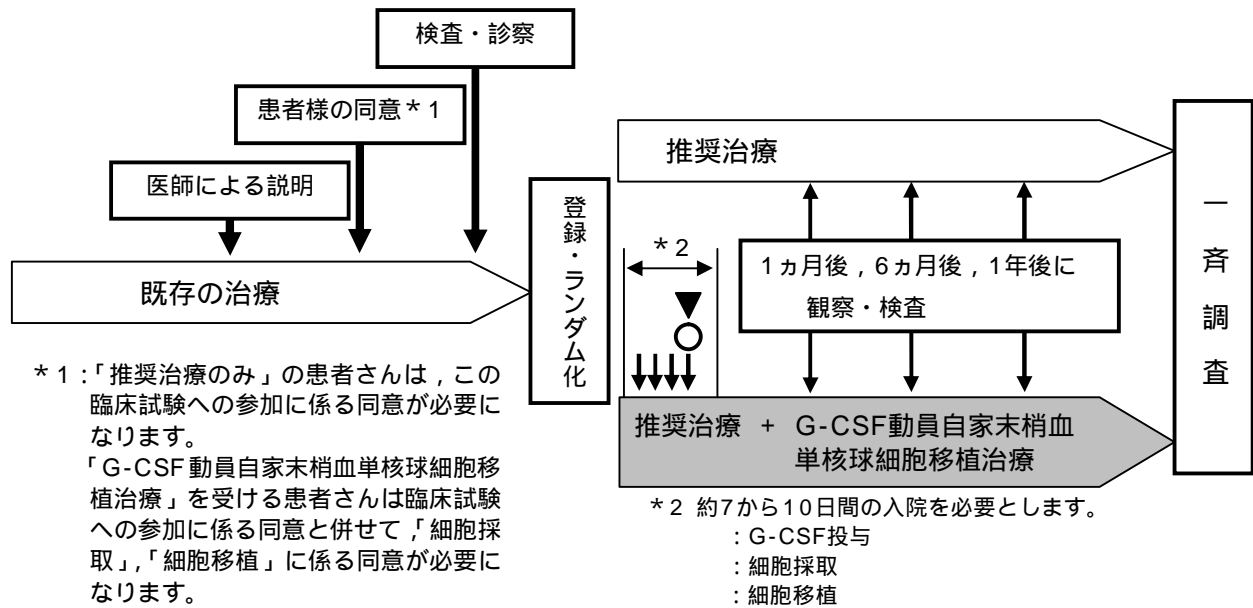 検査・診察
患者様の同意＊1
医師による説明
既存の治療
登録・ランダム化
推奨治療
＊2
1ヵ月後，6ヵ月後，1年後に
観察・検査
推奨治療 + G-CSF動員自家末梢血
単核球細胞移植治療
一斉調査
＊1：「推奨治療のみ」の患者さんは，この
臨床試験への参加に係る同意が必要に
なります。
「G-CSF動員自家末梢血単核球細胞移
植治療」を受ける患者さんは臨床試験
への参加に係る同意と併せて，「細胞採
取」，「細胞移植」に係る同意が必要に
なります。
＊2 約7から10日間の入院を必要とします。
：G-CSF投与
：細胞採取
：細胞移植